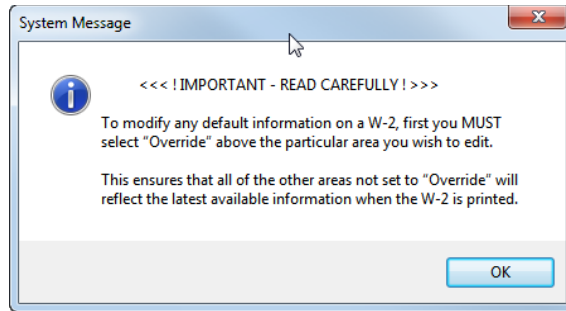 System Message
<<< ! IMPORTANT - READ CAREFULLY ! >>>
To modify any default information on a W-2, first you MUST
select “Override” above the particular area you wish to edit.
This ensures that all of the other areas not set to “Override” will
reflect the latest available information when the W-2 is printed.
OK